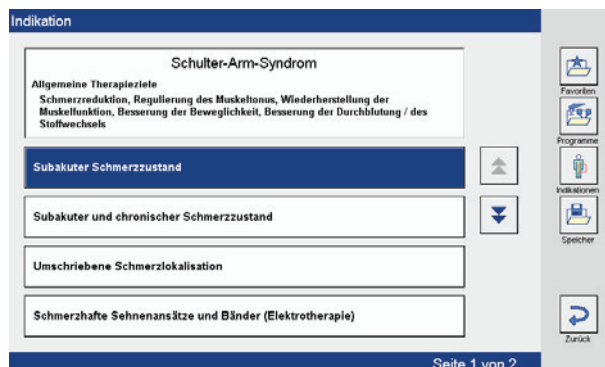 Indikation
Schulter-Arm-Syndrom
Allgemeine Therapieziele
Schmerzreduktion, Regulierung des Muskeltonus, Wiederherstellung der
Muskelfunktion, Besserung der Beweglichkeit, Besserung der Durchblutung / des
Stoffwechsels
Subakuter Schmerzzustand
Subakuter und chronischer Schmerzzustand
Umschriebene Schmerzlokalisation
Schmerzhafte Sehnenansätze und Bänder (Elektrotherapie)
Seite 1 von 2
Favoriten
Programme
Indikationen
Speicher
Zurück